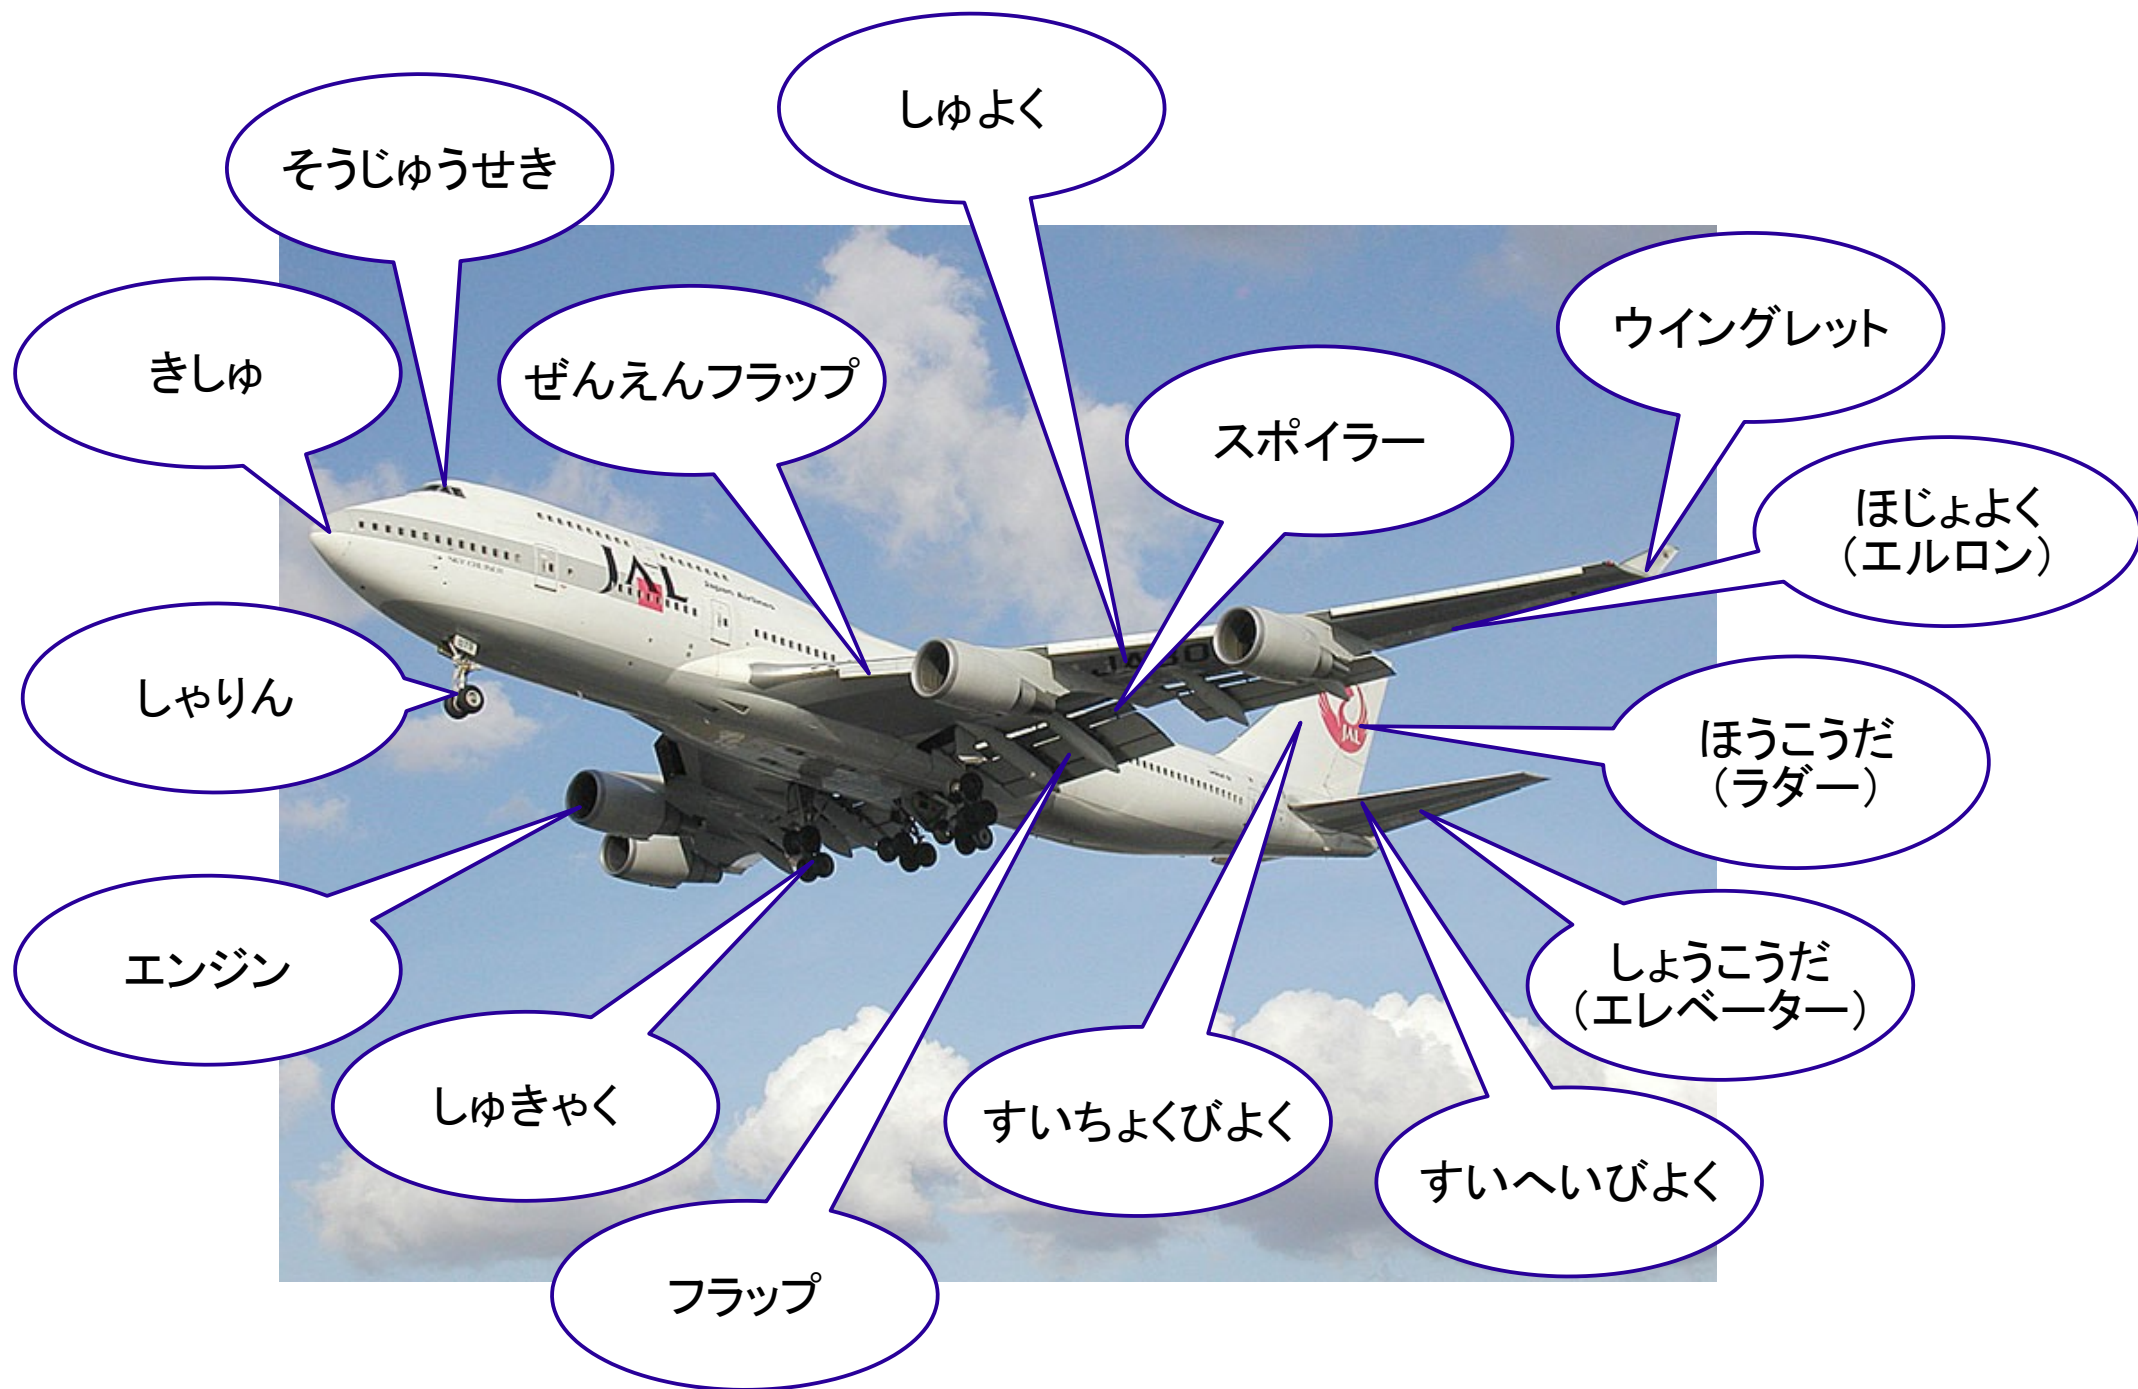 しゅよく
そうじゅうせき
ウイングレット
きしゅ
ぜんえんフラップ
スポイラー
ほじょよく
（エルロン）
JAL
Japan Airlines
しゃりん
ほうこうだ
（ラダー）
JAL
エンジン
しょうこうだ
（エレベーター）
しゅきゃく
すいちょくびよく
すいへいびよく
フラップ